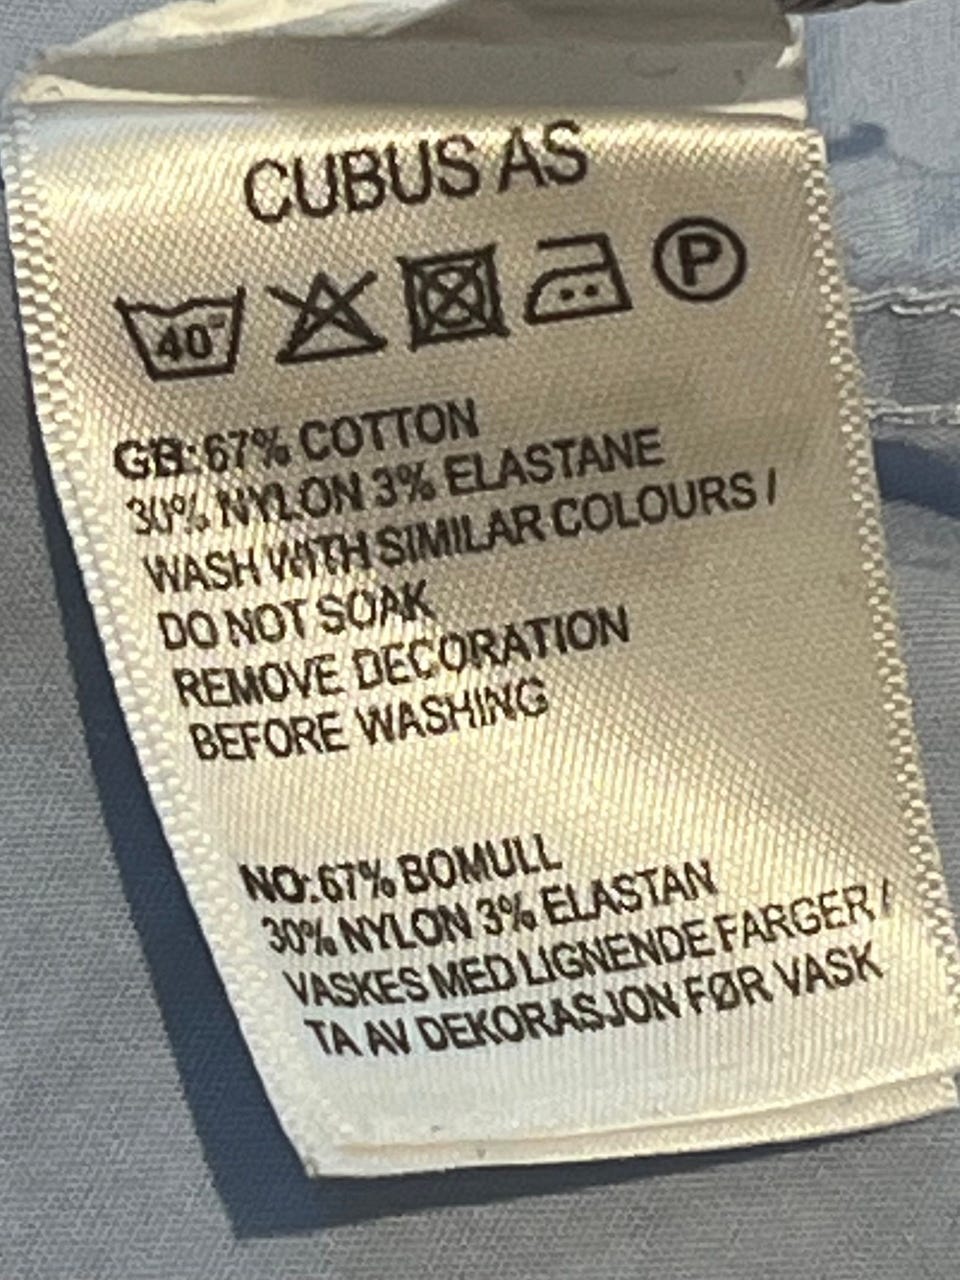 CUBUS AS
40°
P
GB: 67% COTTON
30% NYLON 3% ELASTANE
WASH WITH SIMILAR COLOURS /
DO NOT SOAK
REMOVE DECORATION
BEFORE WASHING
NO: 67% BOMULL
30% NYLON 3% ELASTAN
VASKES MED LIGNENDE FARGER /
TA AV DEKORASJON FØR VASK